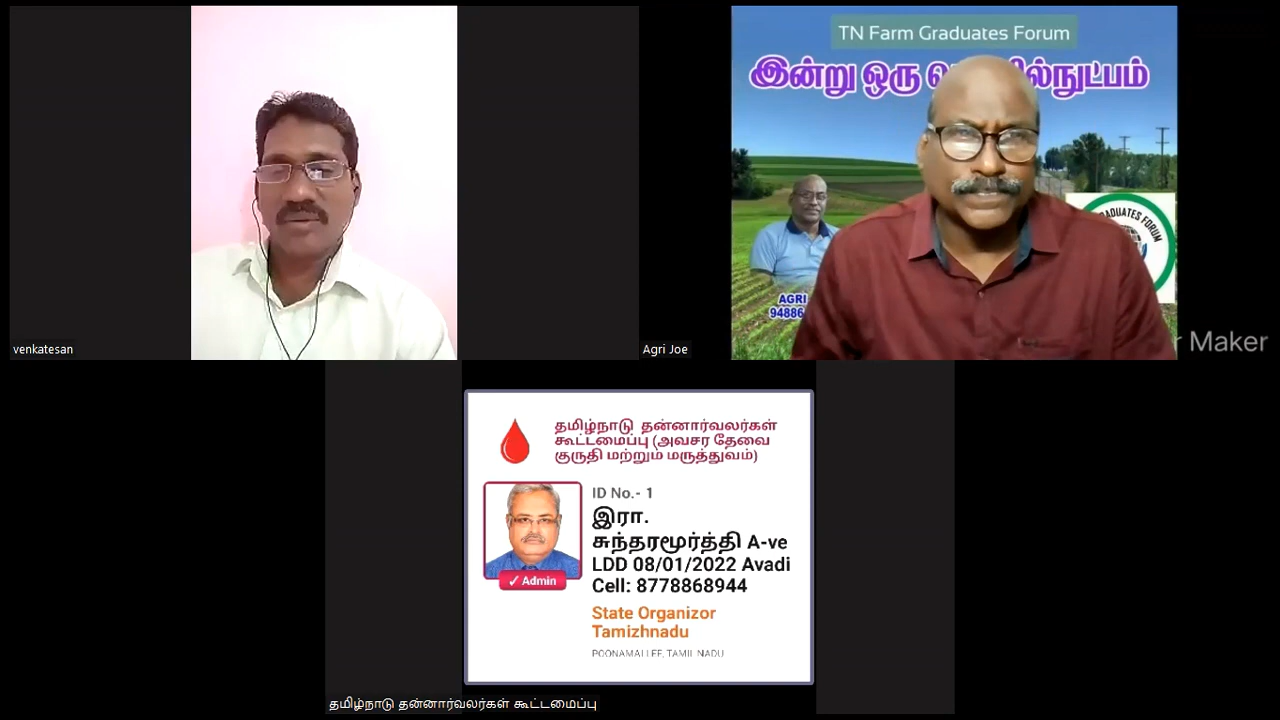 TN Farm Graduates Forum
இன்று ஒரு
AGRI
94886
GRADUATES FORUM
r Maker
venkatesan
Agri Joe
தமிழ்நாடு தன்னார்வலர்கள்
கூட்டமைப்பு (அவசர தேவை
குருதி மற்றும் மருத்துவம்)
ID No.- 1
இரா.
சுந்தரமூர்த்தி A-ve
LDD 08/01/2022 Avadi
Cell: 8778868944
✓ Admin
State Organizor
Tamizhnadu
POONAMALLEE, TAMIL NADU
தமிழ்நாடு தன்னார்வலர்கள் கூட்டமைப்பு